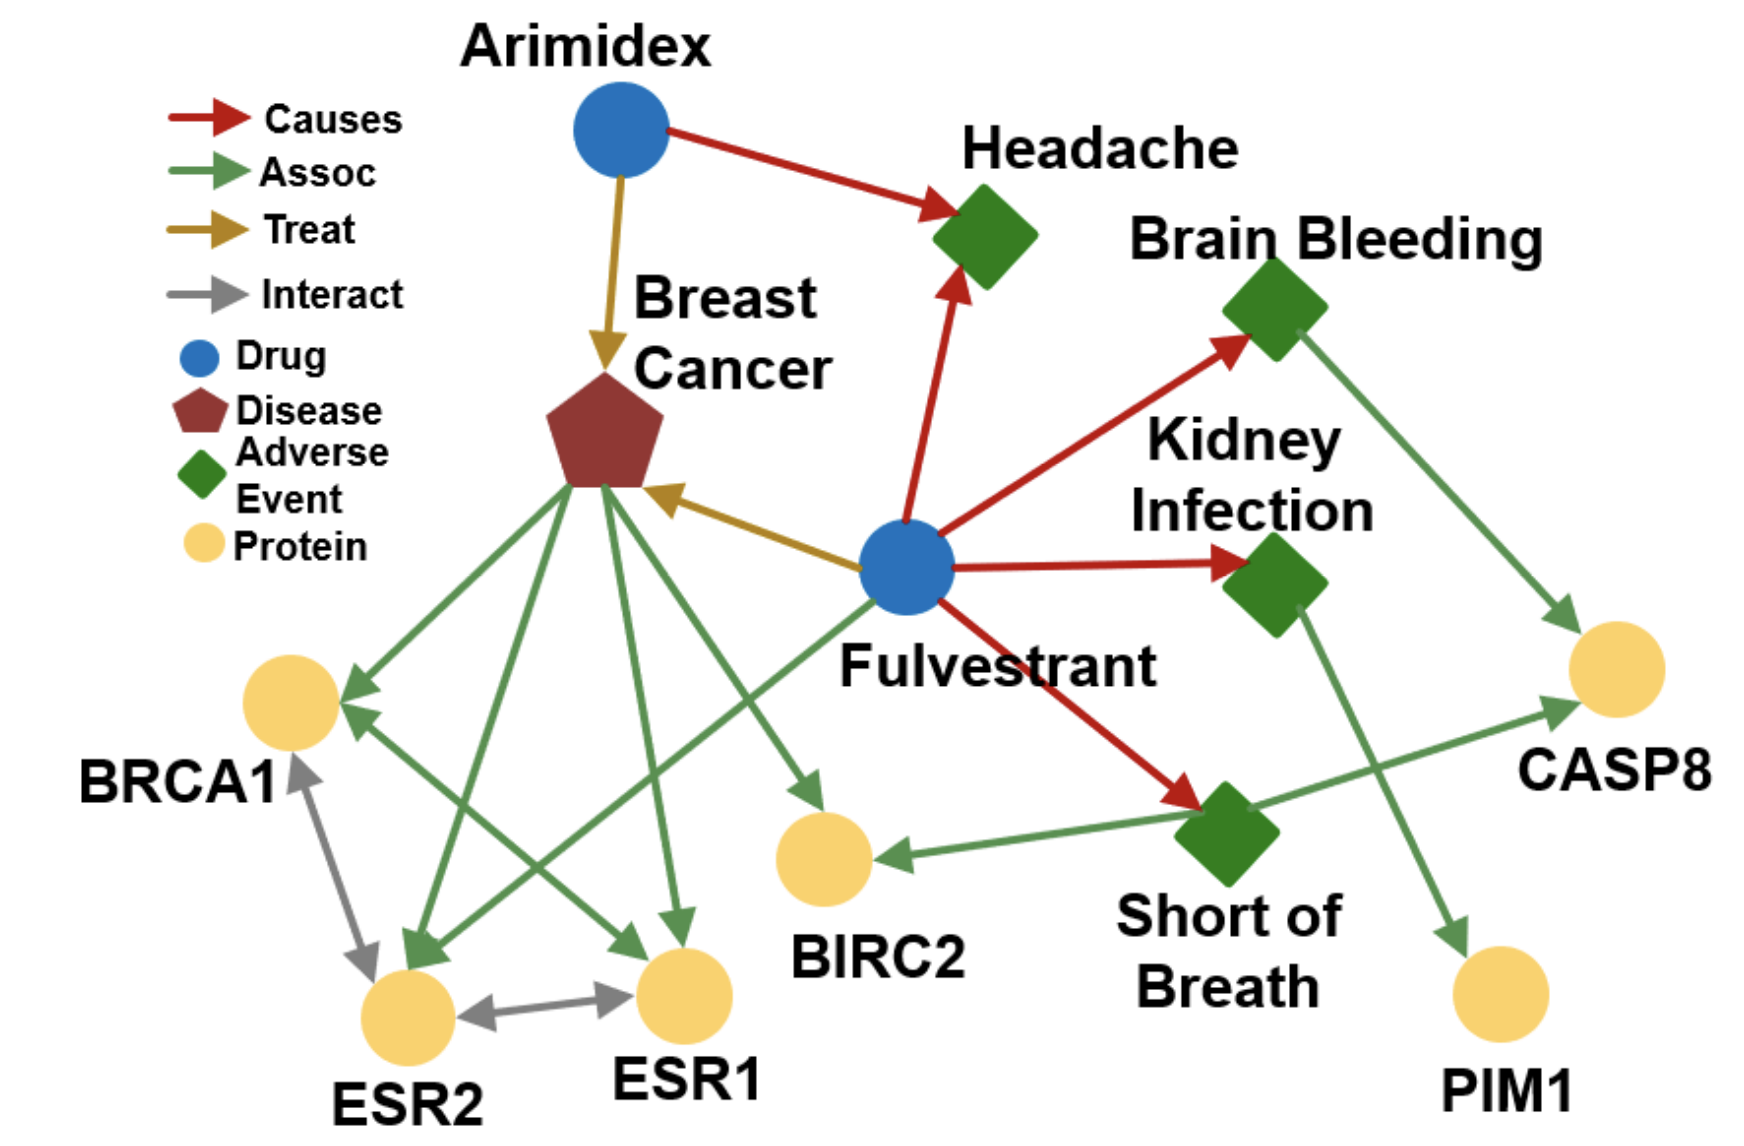 Arimidex
Causes
Assoc
Treat
Interact
Drug
Disease
Adverse
Event
Protein
Headache
Brain Bleeding
Breast
Cancer
Kidney
Infection
Fulvestrant
BRCA1
CASP8
BIRC2
Short of
Breath
ESR2
ESR1
PIM1